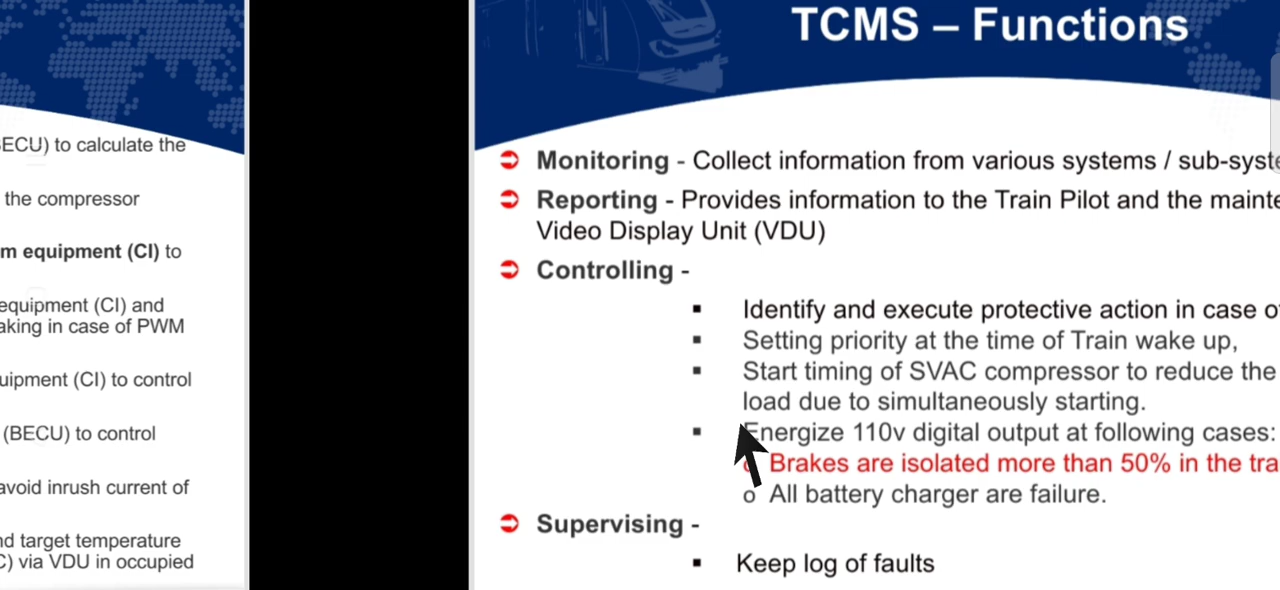 ECU) to calculate the
the compressor
m equipment (CI) to
equipment (CI) and
aking in case of PWM
uipment (CI) to control
(BECU) to control
avoid inrush current of
nd target temperature
C) via VDU in occupied
TCMS – Functions
Monitoring - Collect information from various systems / sub-syste
Reporting - Provides information to the Train Pilot and the mainte
Video Display Unit (VDU)
Controlling -
▪ Identify and execute protective action in case of
▪ Setting priority at the time of Train wake up,
▪ Start timing of SVAC compressor to reduce the
load due to simultaneously starting.
▪ Energize 110v digital output at following cases:
o Brakes are isolated more than 50% in the tra
o All battery charger are failure.
Supervising -
▪ Keep log of faults